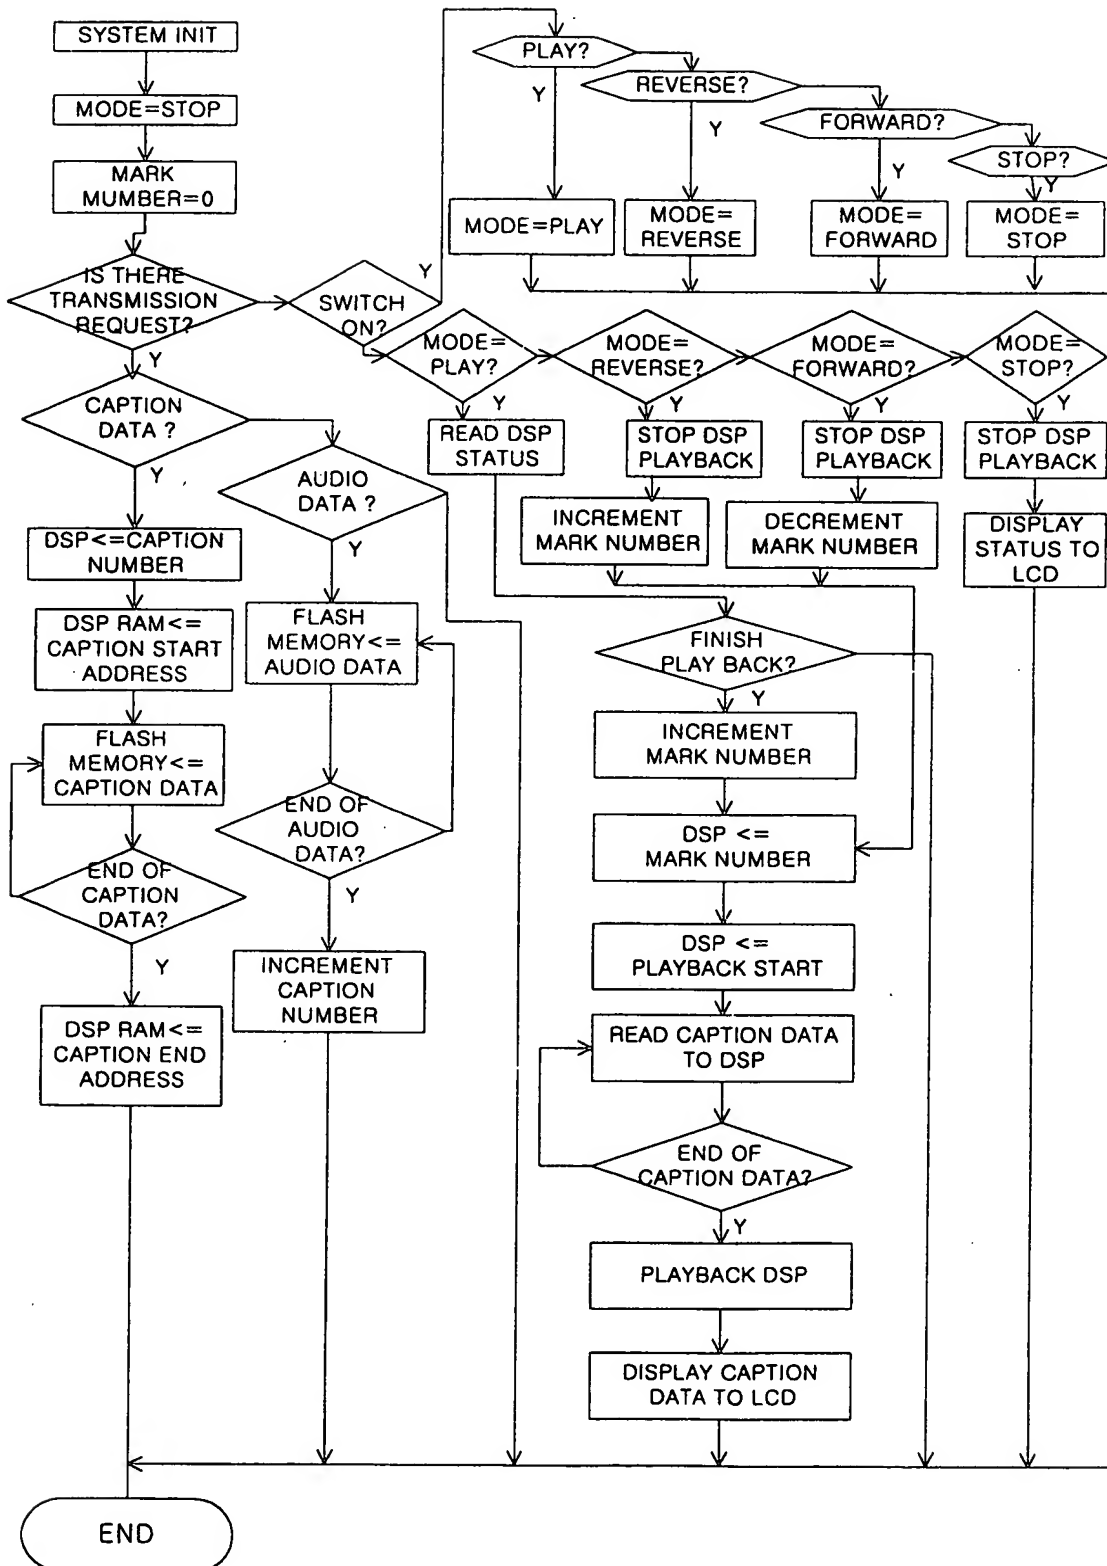 SYSTEM INIT
MODE=STOP
MARK
MUMBER=0
IS THERE
TRANSMISSION
REQUEST?
Y
SWITCH
ON?
Y
PLAY?
Y
REVERSE?
Y
FORWARD?
Y
STOP?
Y
MODE=PLAY
MODE=
REVERSE
MODE=
FORWARD
MODE=
STOP
MODE=
PLAY?
Y
MODE=
REVERSE?
Y
MODE=
FORWARD?
Y
MODE=
STOP?
Y
CAPTION
DATA ?
Y
AUDIO
DATA ?
Y
READ DSP
STATUS
STOP DSP
PLAYBACK
STOP DSP
PLAYBACK
STOP DSP
PLAYBACK
INCREMENT
MARK NUMBER
DECREMENT
MARK NUMBER
DISPLAY
STATUS TO
LCD
DSP<=CAPTION
NUMBER
DSP RAM<=
CAPTION START
ADDRESS
FLASH
MEMORY<=
CAPTION DATA
END OF
CAPTION
DATA?
Y
DSP RAM<=
CAPTION END
ADDRESS
FLASH
MEMORY<=
AUDIO DATA
END OF
AUDIO
DATA?
Y
INCREMENT
CAPTION
NUMBER
FINISH
PLAY BACK?
Y
INCREMENT
MARK NUMBER
DSP <=
MARK NUMBER
DSP <=
PLAYBACK START
READ CAPTION DATA
TO DSP
END OF
CAPTION DATA?
Y
PLAYBACK DSP
DISPLAY CAPTION
DATA TO LCD
END